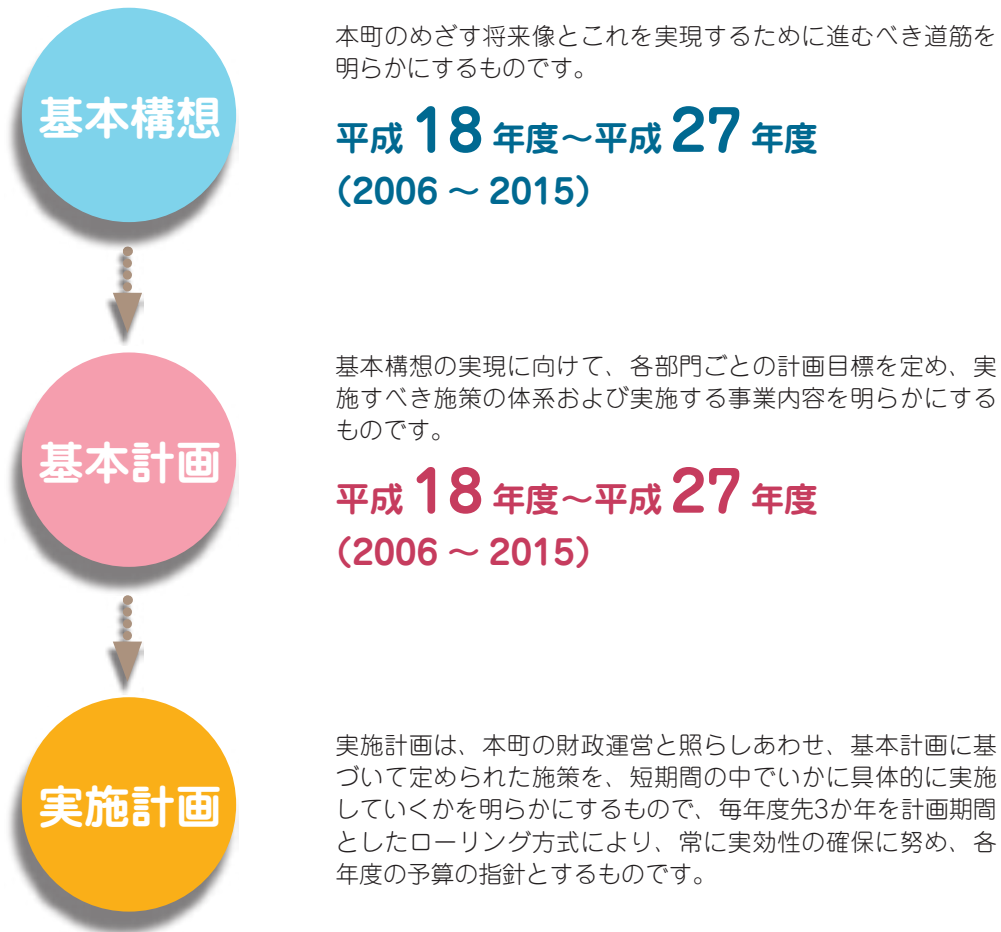 基本構想
本町のめざす将来像とこれを実現するために進むべき道筋を
明らかにするものです。
平成 18 年度～平成 27 年度
（2006 ～ 2015）
基本計画
基本構想の実現に向けて、各部門ごとの計画目標を定め、実
施すべき施策の体系および実施する事業内容を明らかにする
ものです。
平成 18 年度～平成 27 年度
（2006 ～ 2015）
実施計画
実施計画は、本町の財政運営と照らしあわせ、基本計画に基
づいて定められた施策を、短期間の中でいかに具体的に実施
していくかを明らかにするもので、毎年度先3か年を計画期間
としたローリング方式により、常に実効性の確保に努め、各
年度の予算の指針とするものです。